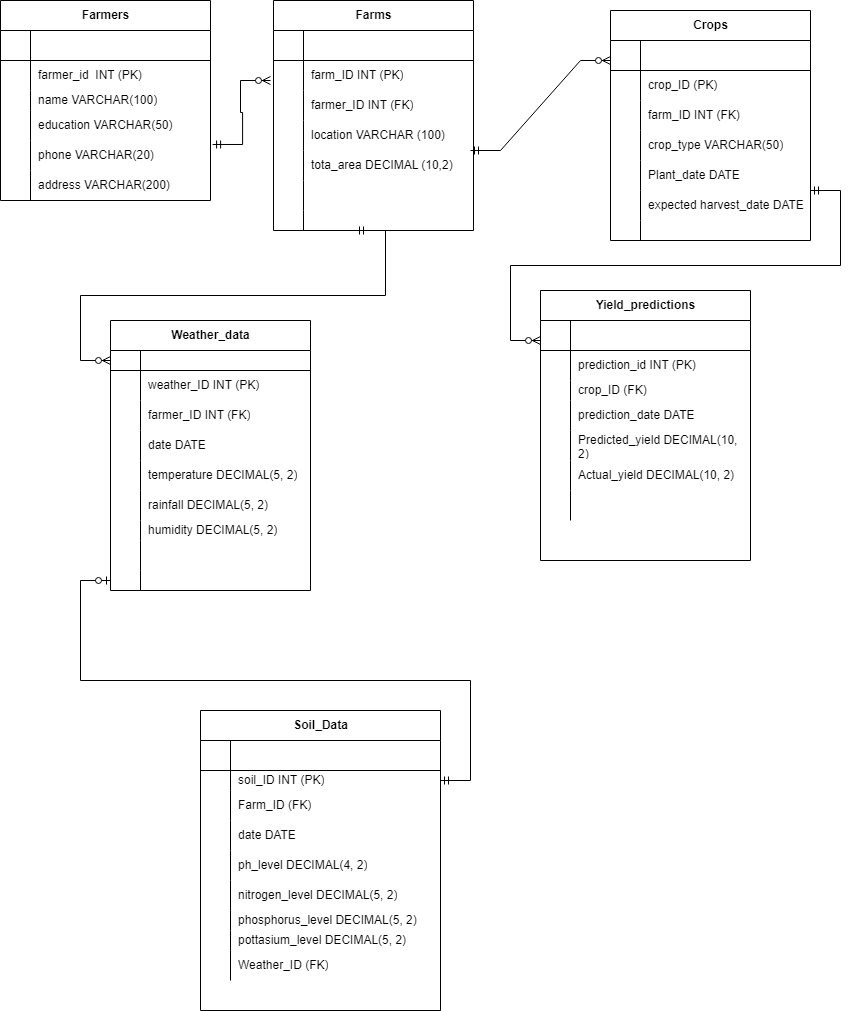 Farmers
farmer_id INT (PK)
name VARCHAR(100)
education VARCHAR(50)
phone VARCHAR(20)
address VARCHAR(200)
Farms
farm_ID INT (PK)
farmer_ID INT (FK)
location VARCHAR (100)
tota_area DECIMAL (10,2)
Crops
crop_ID (PK)
farm_ID INT (FK)
crop_type VARCHAR(50)
Plant_date DATE
expected harvest_date DATE
Weather_data
weather_ID INT (PK)
farmer_ID INT (FK)
date DATE
temperature DECIMAL(5, 2)
rainfall DECIMAL(5, 2)
humidity DECIMAL(5, 2)
Yield_predictions
prediction_id INT (PK)
crop_ID (FK)
prediction_date DATE
Predicted_yield DECIMAL(10,
2)
Actual_yield DECIMAL(10, 2)
Soil_Data
soil_ID INT (PK)
Farm_ID (FK)
date DATE
ph_level DECIMAL(4, 2)
nitrogen_level DECIMAL(5, 2)
phosphorus_level DECIMAL(5, 2)
pottasium_level DECIMAL(5, 2)
Weather_ID (FK)